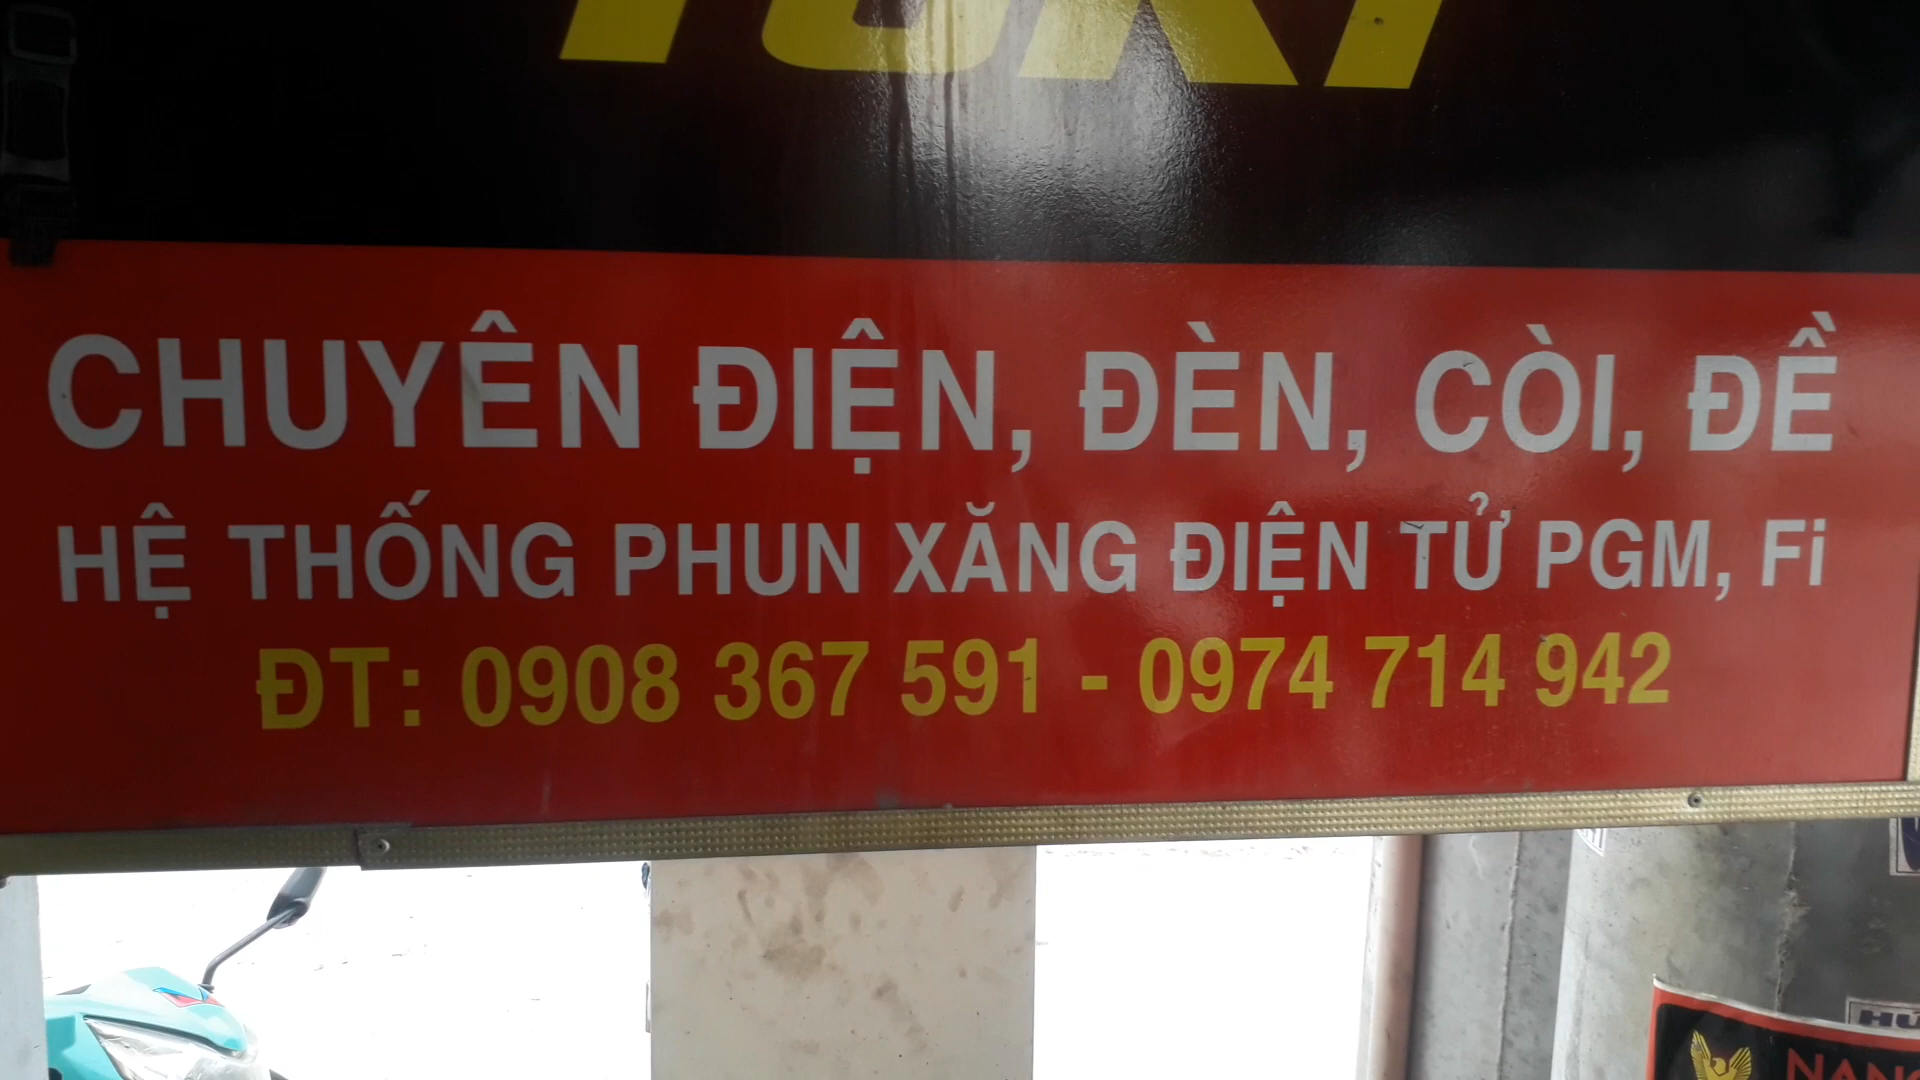 CHUYÊN ĐIỆN, ĐÈN, CÒI, ĐỀ
HỆ THỐNG PHUN XĂNG ĐIỆN TỬ PGM, Fi
ĐT: 0908 367 591 - 0974 714 942